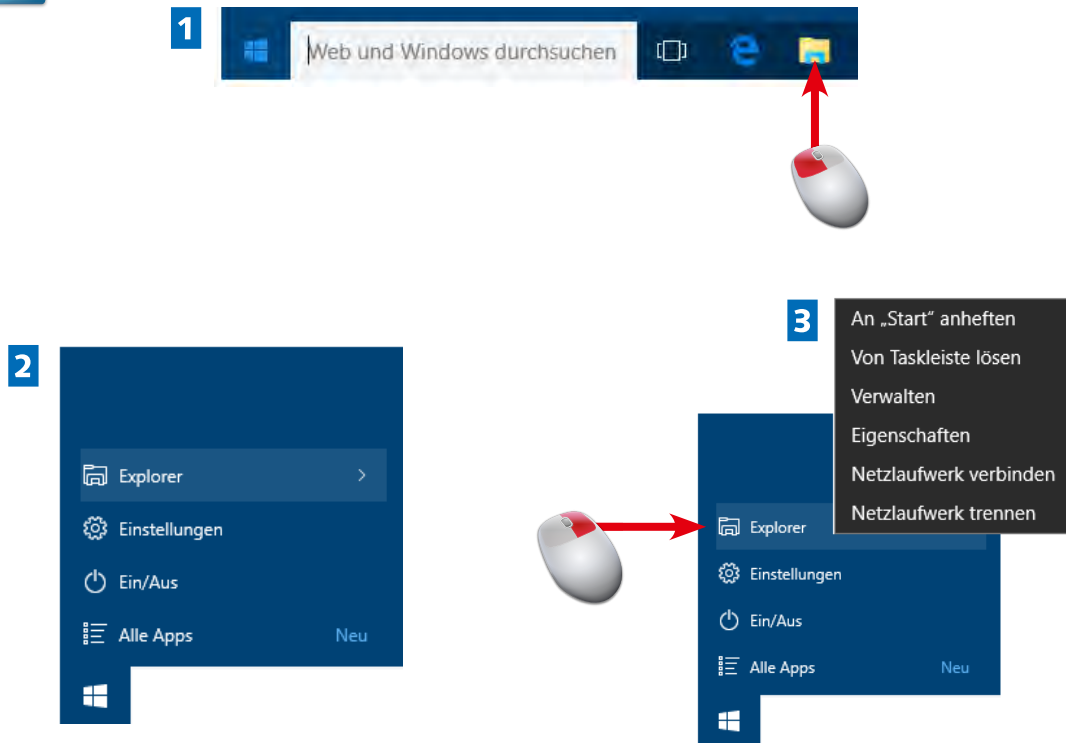 1
Web und Windows durchsuchen
2
Explorer
Einstellungen
Ein/Aus
Alle Apps Neu
3
An „Start“ anheften
Von Taskleiste lösen
Verwalten
Eigenschaften
Netzlaufwerk verbinden
Netzlaufwerk trennen
Explorer
Einstellungen
Ein/Aus
Alle Apps Neu